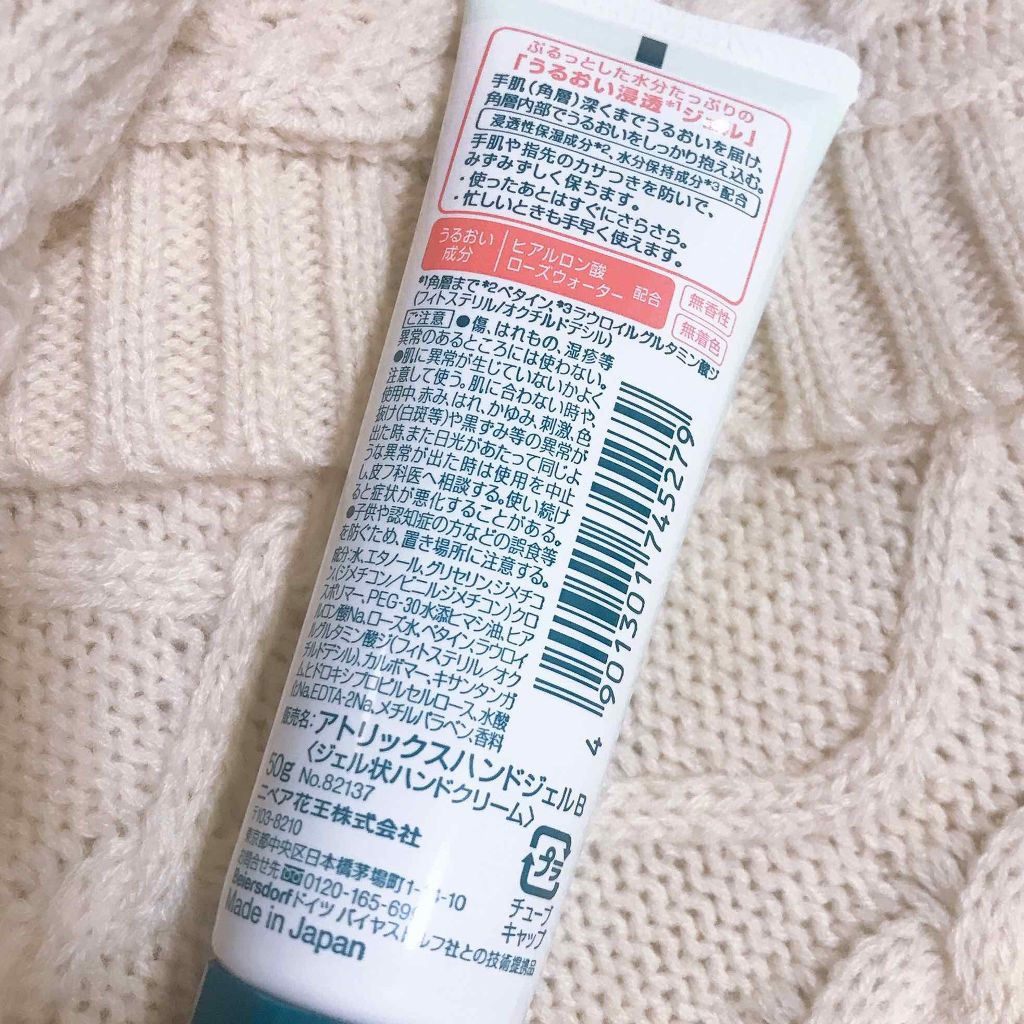 ぷるっとした水分たっぷりの
「うるおい浸透*1ジェル」
手肌(角層)深くまでうるおいを届け、
角層内部でうるおいをしっかり抱え込む。
浸透性保湿成分*2、水分保持成分*3配合
手肌や指先のカサつきを防いで、
みずみずしく保ちます。
・使ったあとはすぐにさらさら。
・忙しいときも手早く使えます。
うるおい成分
ヒアルロン酸
ローズウォーター 配合
無香性
無着色
*1角層まで *2ベタイン *3ラウロイルグルタミン酸ジ
(フィトステリル/オクチルドデシル)
ご注意 ●傷、はれもの、湿疹等
異常のあるところには使わない。
●肌に異常が生じていないかよく
注意して使う。肌に合わない時や、
使用中、赤み、はれ、かゆみ、刺激、色
抜け(白斑等)や黒ずみ等の異常が
出た時、また日光があたって同じよ
うな異常が出た時は使用を中止
し、皮フ科医へ相談する。使い続け
ると症状が悪化することがある。
●子供や認知症の方などの誤食等
を防ぐため、置き場所に注意する。
成分:水、エタノール、グリセリン、ジメチコ
ン、(ジメチコン/ビニルジメチコン)クロ
スポリマー、PEG-30水添ヒマシ油、ヒア
ルロン酸Na、ローズ水、ベタイン、ラウロイ
ルグルタミン酸ジ(フィトステリル/オク
チルドデシル)、カルボマー、キサンタンガ
ム、ヒドロキシプロピルセルロース、水酸
化Na、EDTA-2Na、メチルパラベン、香料
販売名:アトリックスハンドジェルB
〈ジェル状ハンドクリーム〉
50g No.82137
ニベア花王株式会社
〒103-8210
東京都中央区日本橋茅場町1-14-10
お問合せ先 0120-165-69
Beiersdorfドイツ バイヤスドルフ社との技術提携品
Made in Japan
4 901301 745279
プラ
チューブ
キャップ